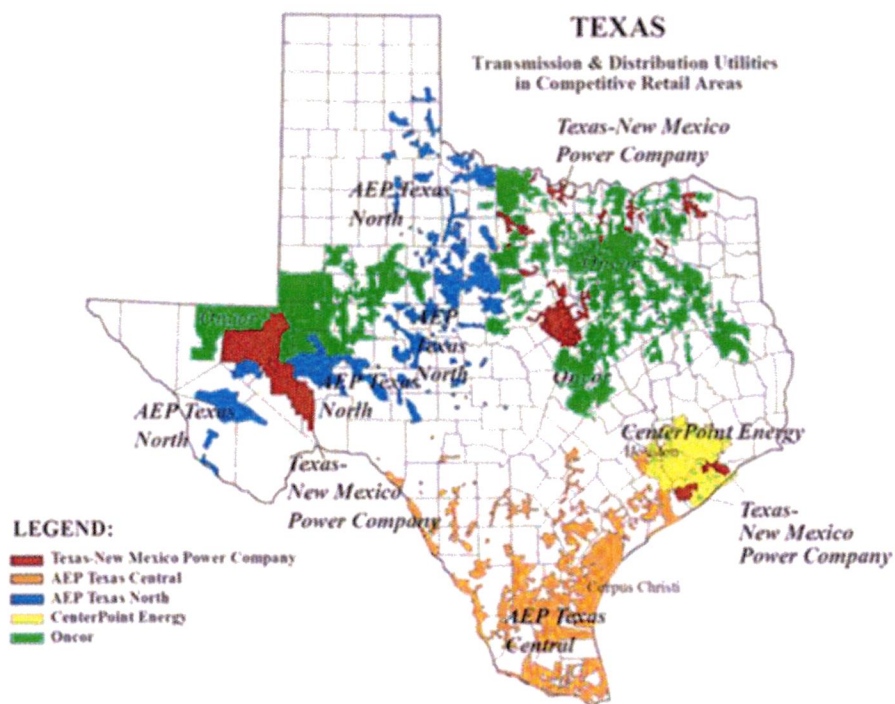 TEXAS
Transmission & Distribution Utilities
in Competitive Retail Areas
Texas-New Mexico
Power Company
AEP Texas
North
Oncor
Oncor
AEP
Texas
North
AEP Texas
North
Oncor
AEP Texas
North
CenterPoint Energy
Houston
Texas-
New Mexico
Power Company
Texas-
New Mexico
Power Company
Corpus Christi
AEP Texas
Central
LEGEND:
Texas-New Mexico Power Company
AEP Texas Central
AEP Texas North
CenterPoint Energy
Oncor